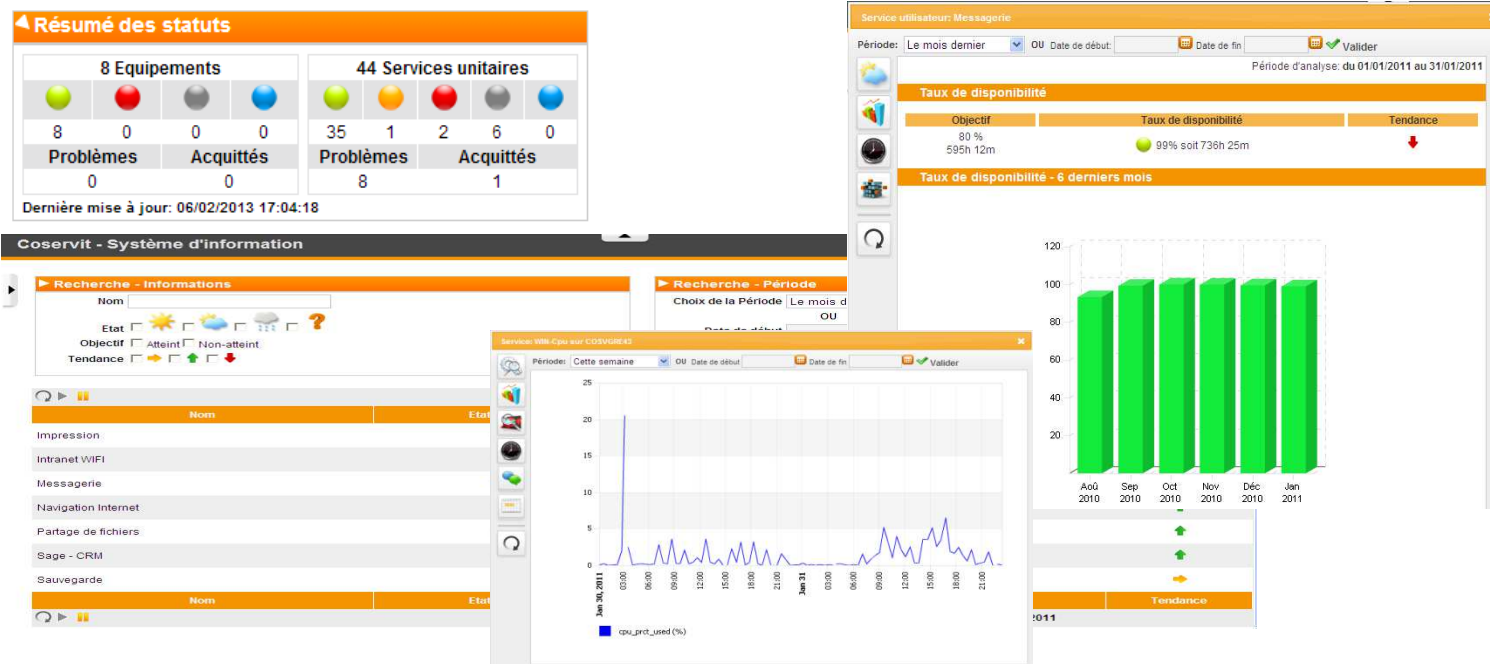 Résumé des statuts
8 Equipements
44 Services unitaires
8 0 0 0
35 1 2 6 0
Problèmes Acquittés
Problèmes Acquittés
0 0
8 1
Dernière mise à jour: 06/02/2013 17:04:18
Service utilisateur: Messagerie
Période: Le mois dernier OU Date de début: Date de fin Valider
Période d'analyse: du 01/01/2011 au 31/01/2011
Taux de disponibilité
Objectif Taux de disponibilité Tendance
80 %
595h 12m
99% soit 736h 25m
Taux de disponibilité - 6 derniers mois
120
100
80
60
40
20
Aoû 2010
Sep 2010
Oct 2010
Nov 2010
Déc 2010
Jan 2011
Coservit - Système d'information
Recherche - Informations
Nom
Etat
Objectif Atteint Non-atteint
Tendance
Recherche - Période
Choix de la Période Le mois d
OU
Date de début
Nom Etat
Impression
Intranet WIFI
Messagerie
Navigation Internet
Partage de fichiers
Sage - CRM
Sauvegarde
Nom Etat
Tendance
2011
Service: WIN-Cpu sur COSVGRE43
Période: Cette semaine OU Date de début Date de fin Valider
25
20
15
10
5
0
Jan 30, 2011 03:00 06:00 09:00 12:00 15:00 18:00 21:00 Jan 31 03:00 06:00 09:00 12:00 15:00 18:00 21:00
cpu_prct_used (%)